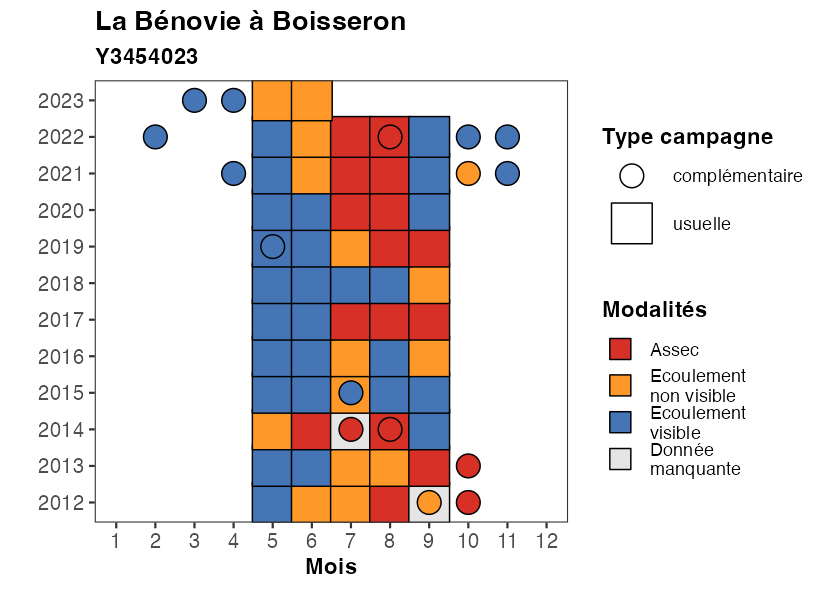 La Bénovie à Boisseron
Y3454023
2023
2022
2021
2020
2019
2018
2017
2016
2015
2014
2013
2012
1 2 3 4 5 6 7 8 9 10 11 12
Mois
Type campagne
complémentaire
usuelle
Modalités
Assec
Ecoulement
non visible
Ecoulement
visible
Donnée
manquante